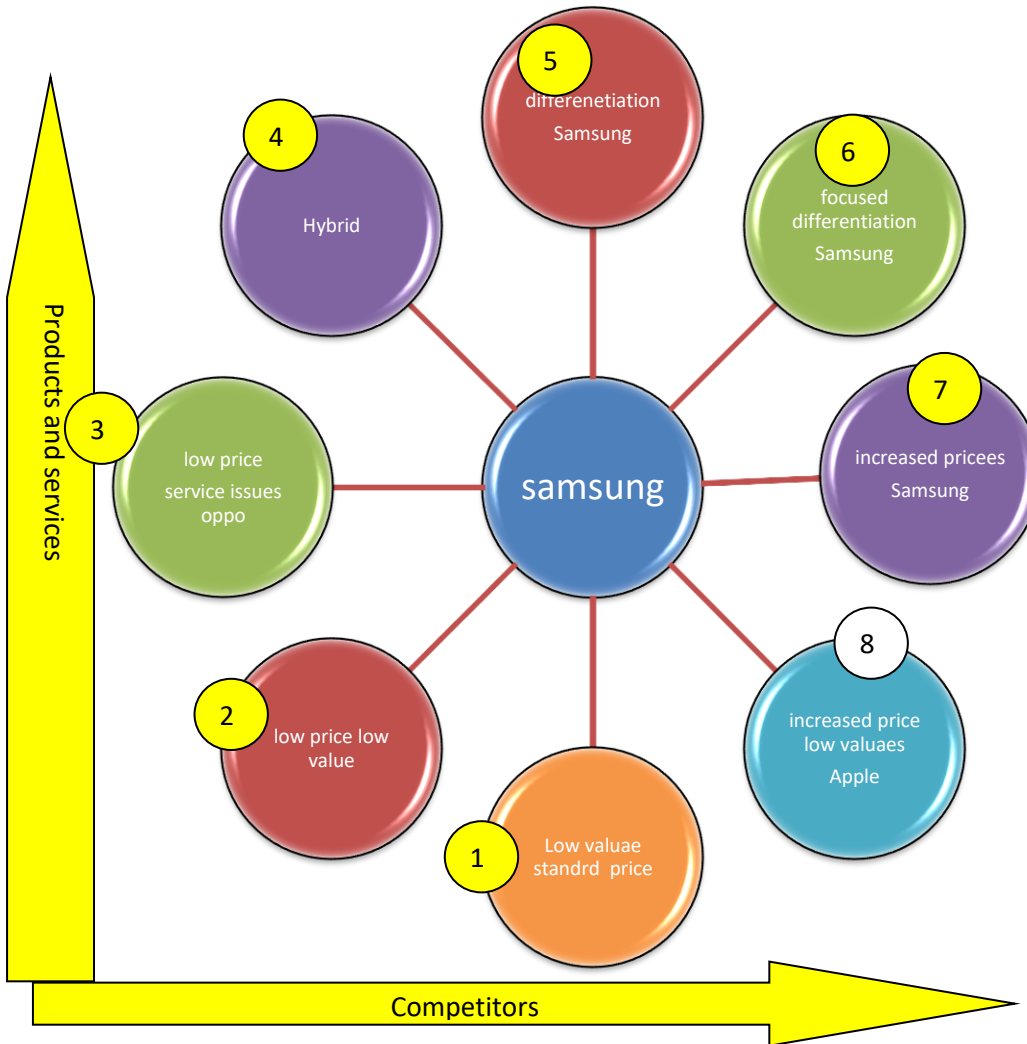 5
differenetiation
Samsung
4
Hybrid
6
focused
differentiation
Samsung
Products and services
3
low price
service issues
oppo
samsung
7
increased pricees
Samsung
2
low price low
value
8
increased price
low valuaes
Apple
1
Low valuae
standrd price
Competitors